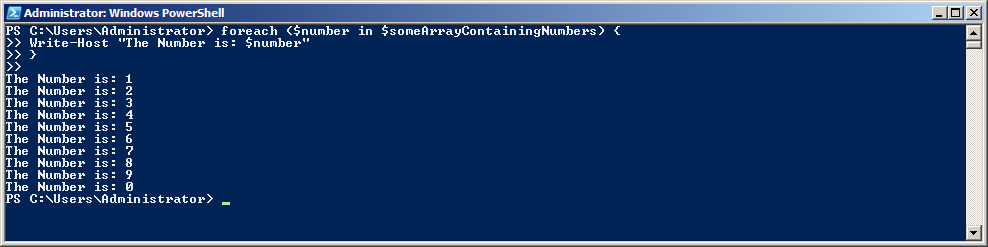 Administrator: Windows PowerShell
PS C:\Users\Administrator> foreach ($number in $someArrayContainingNumbers) {
>> Write-Host "The Number is: $number"
>> }
>>
The Number is: 1
The Number is: 2
The Number is: 3
The Number is: 4
The Number is: 5
The Number is: 6
The Number is: 7
The Number is: 8
The Number is: 9
The Number is: 0
PS C:\Users\Administrator> _